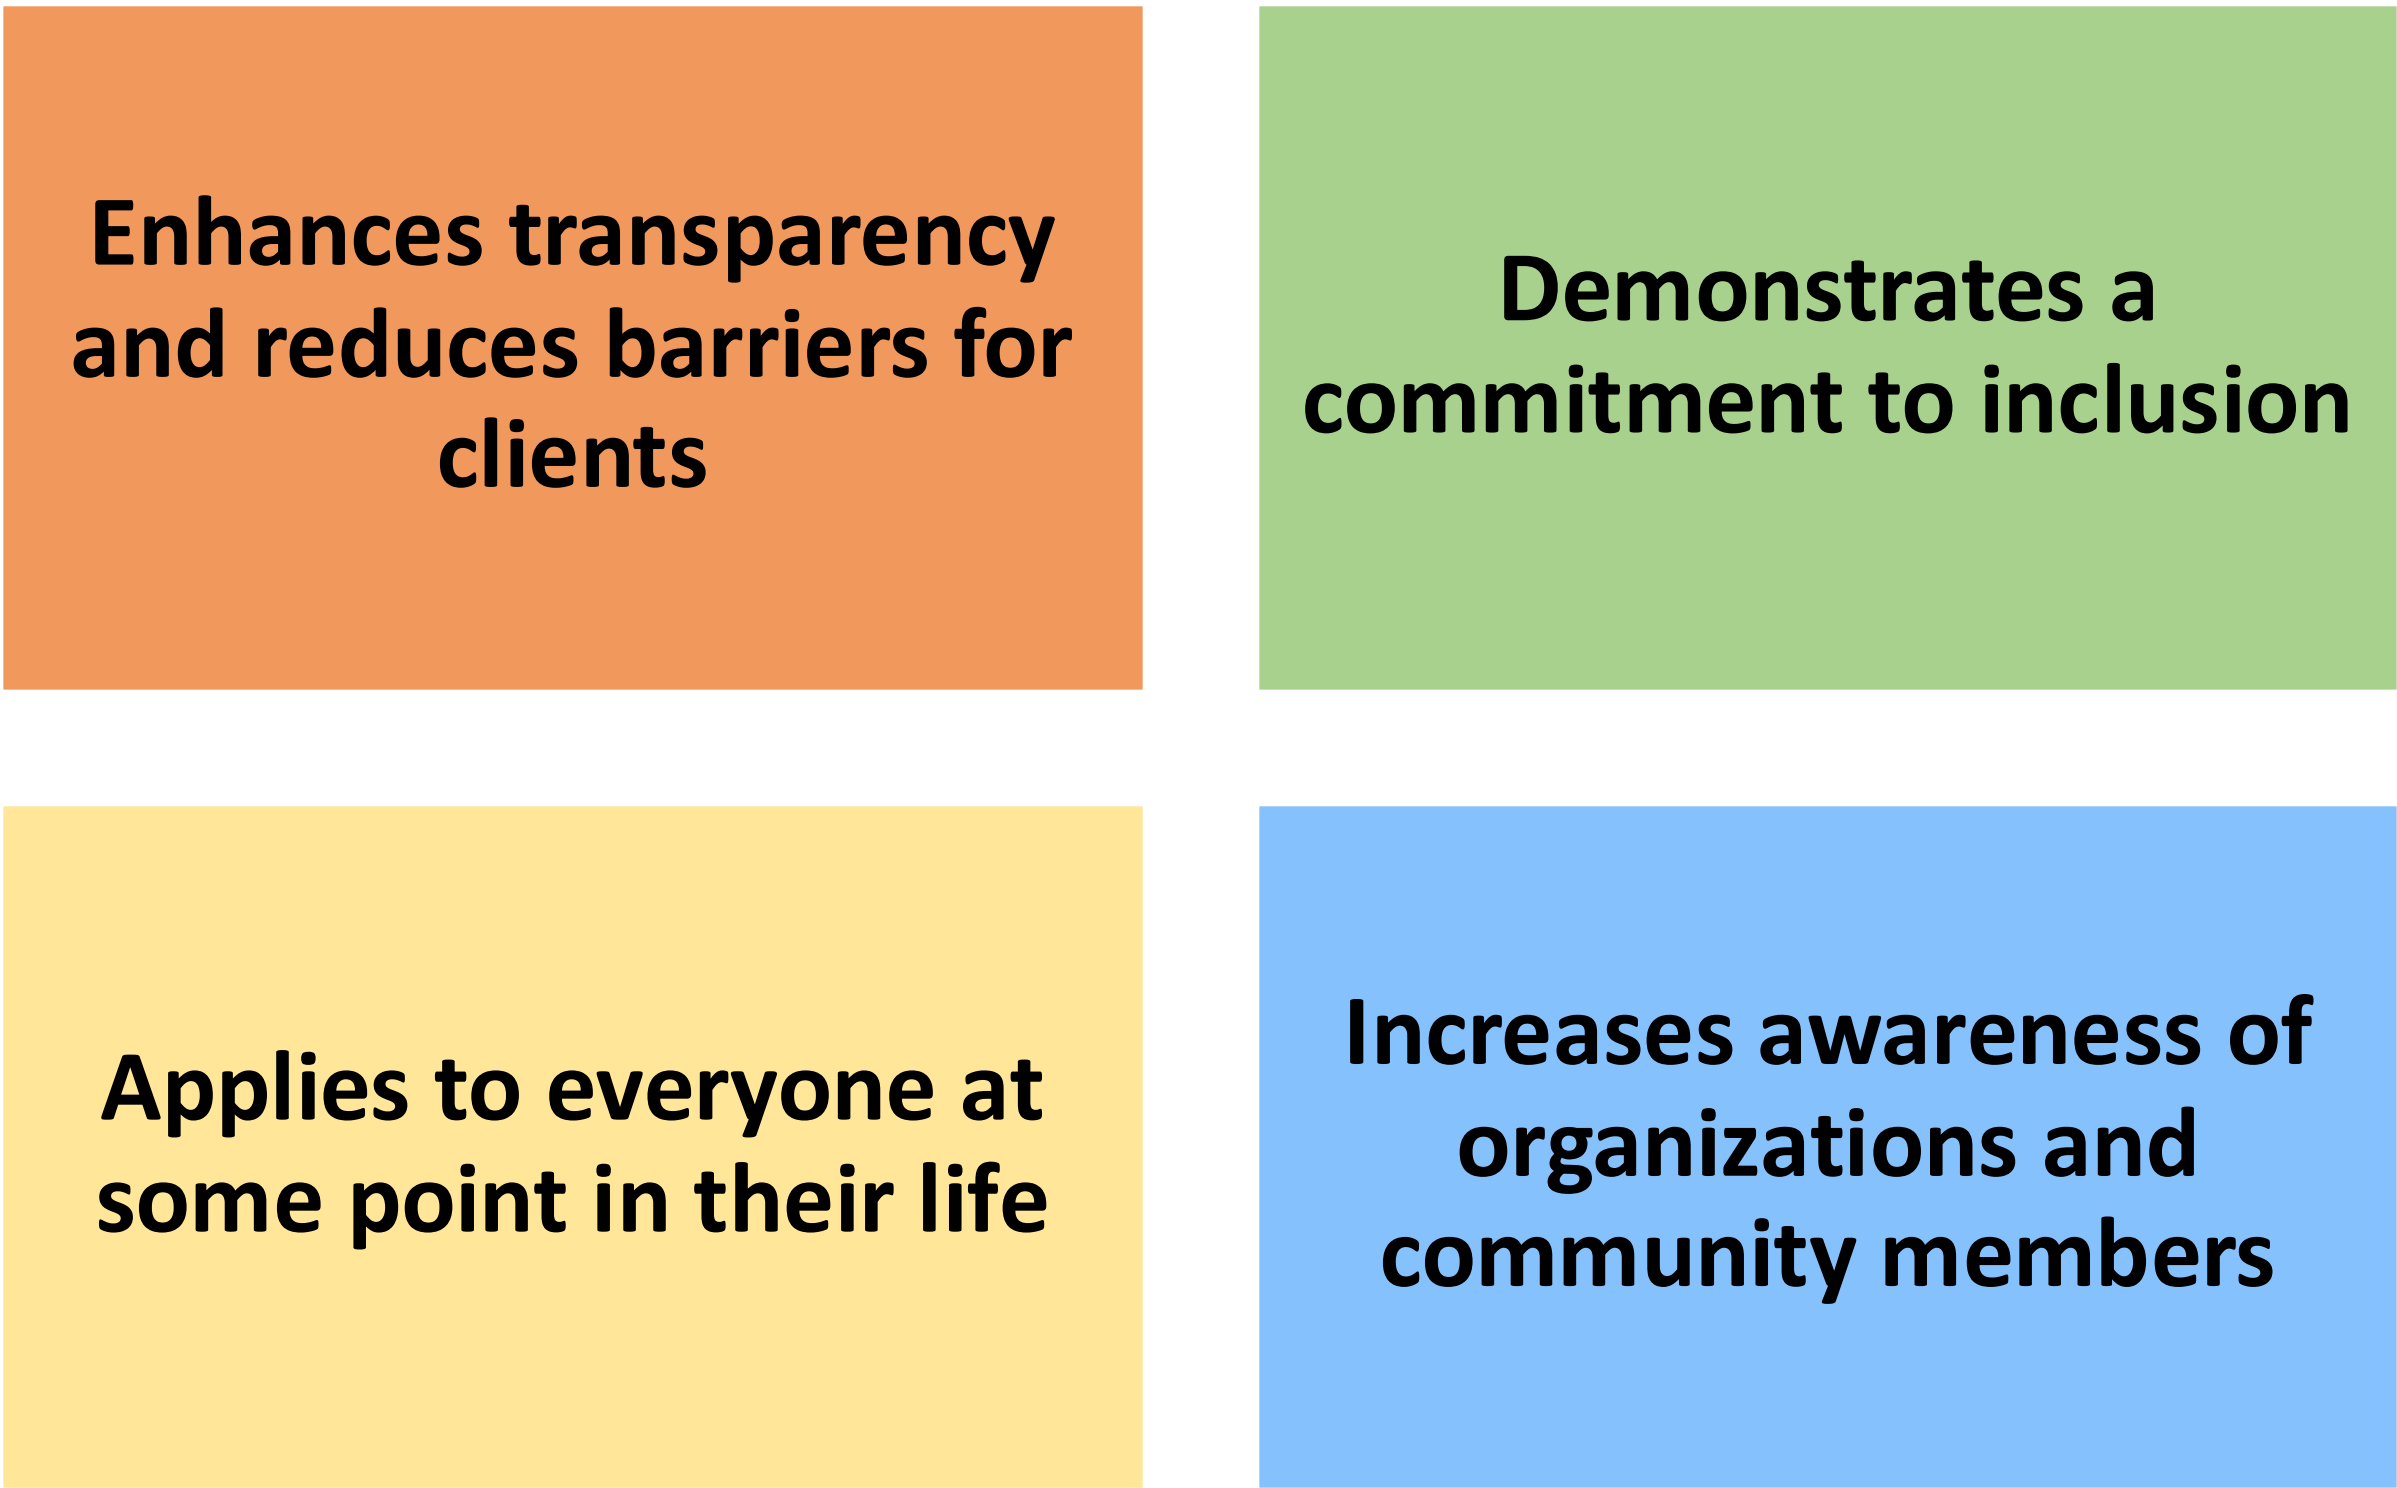 Enhances transparency
and reduces barriers for
clients
Demonstrates a
commitment to inclusion
Applies to everyone at
some point in their life
Increases awareness of
organizations and
community members